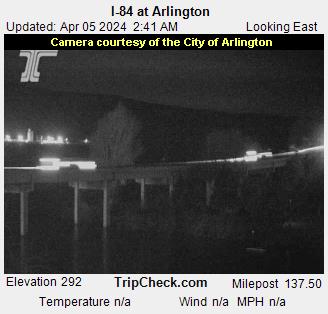 I-84 at Arlington
Updated: Apr 05 2024 2:41 AM Looking East
Camera courtesy of the City of Arlington
Elevation 292 TripCheck.com Milepost 137.50
Temperature n/a Wind n/a MPH n/a